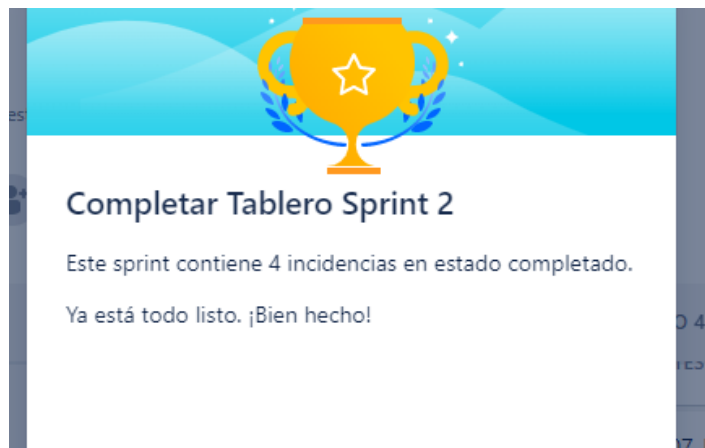 Completar Tablero Sprint 2
Este sprint contiene 4 incidencias en estado completado.
Ya está todo listo. ¡Bien hecho!